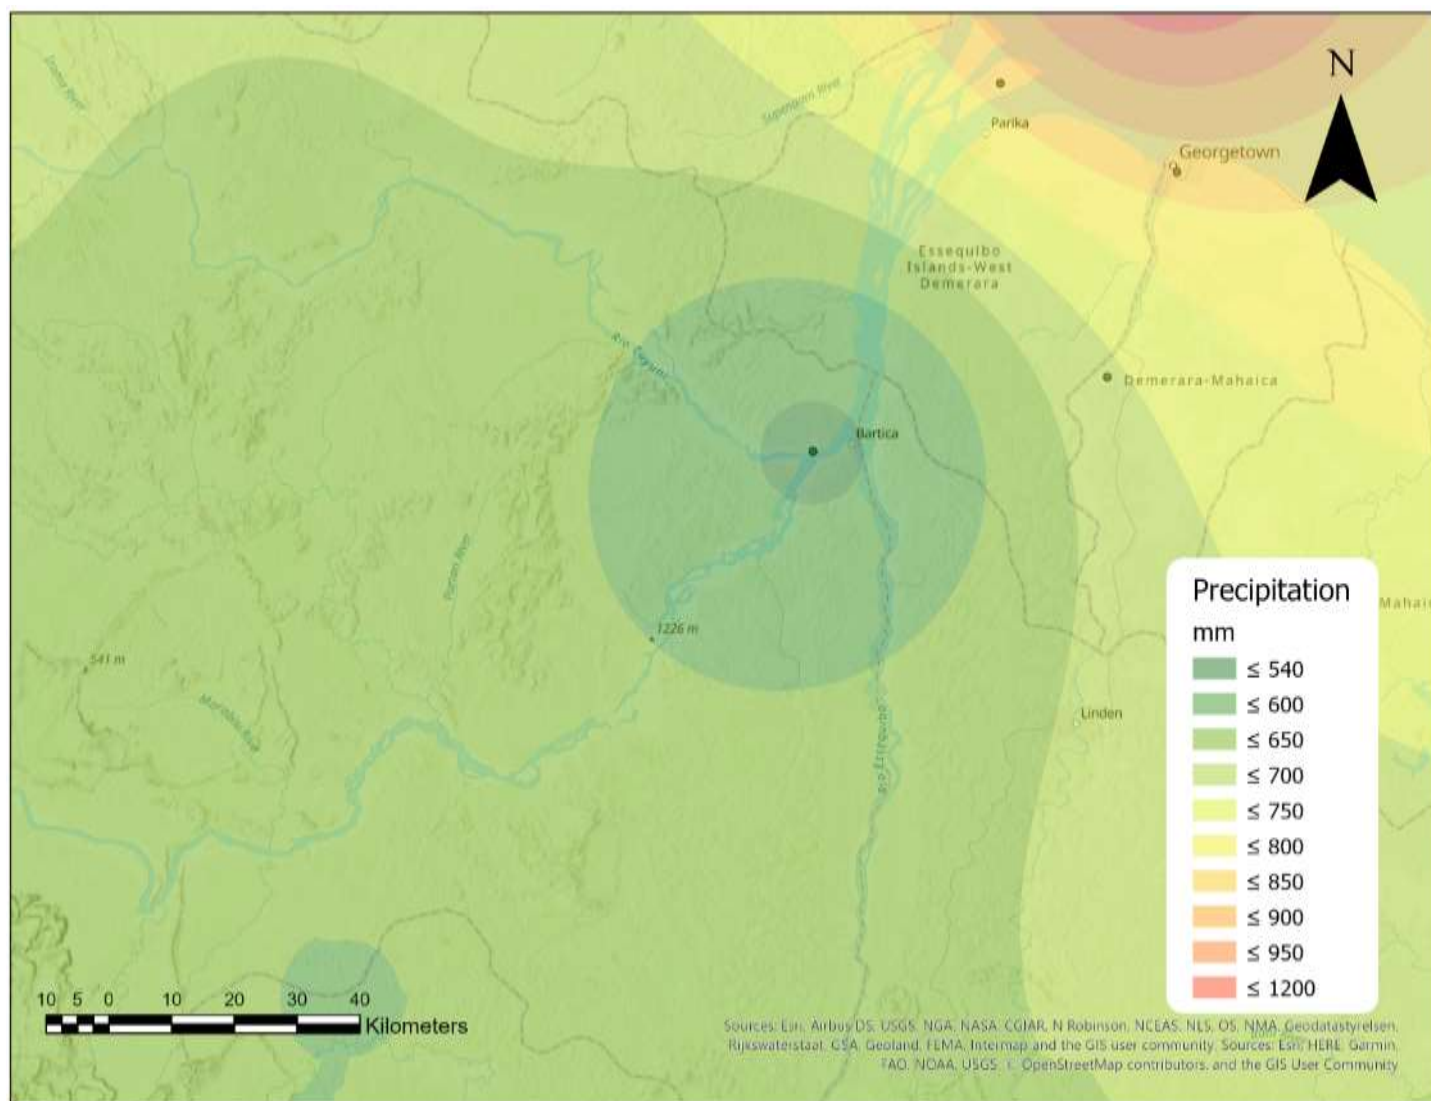 N
Supenaam River
Parika
Georgetown
Essequibo
Islands-West
Demerara
Rio Cuyuni
Demerara-Mahaica
Bartica
1226 m
541 m
Linden
Precipitation
mm
≤ 540
≤ 600
≤ 650
≤ 700
≤ 750
≤ 800
≤ 850
≤ 900
≤ 950
≤ 1200
10 5 0 10 20 30 40
Kilometers
Sources: Esri, Airbus DS, USGS, NGA, NASA, CGIAR, N Robinson, NCEAS, NLS, OS, NMA, Geodatastyrelsen,
Rijkswaterstaat, GSA, Geoland, FEMA, Intermap and the GIS user community, Sources: Esri, HERE, Garmin,
FAO, NOAA, USGS, © OpenStreetMap contributors, and the GIS User Community